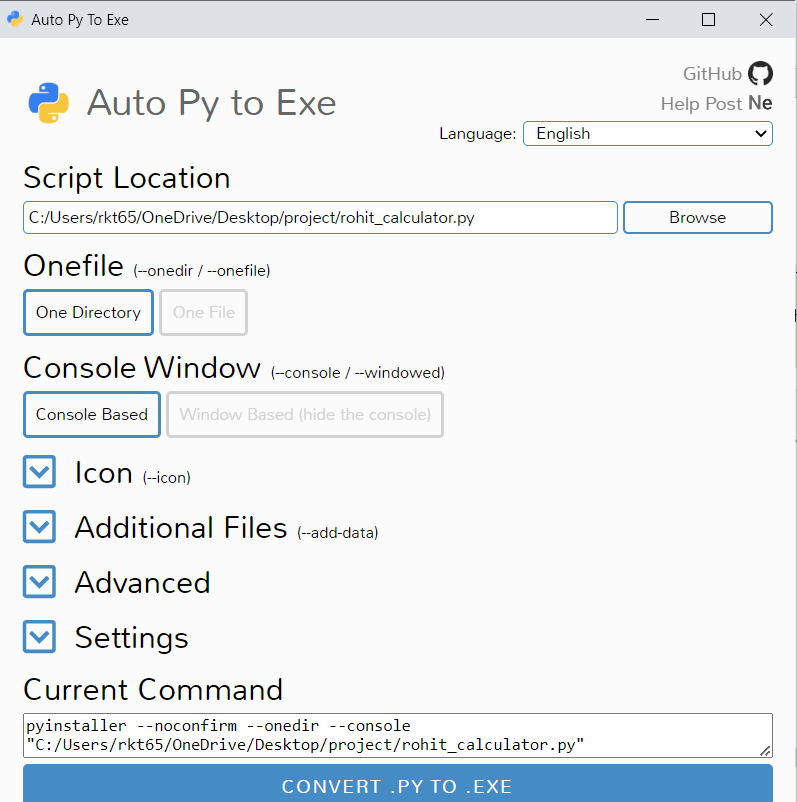 Auto Py To Exe
GitHub
Auto Py to Exe
Help Post Ne
Language: English
Script Location
C:/Users/rkt65/OneDrive/Desktop/project/rohit_calculator.py Browse
Onefile (--onedir / --onefile)
One Directory One File
Console Window (--console / --windowed)
Console Based Window Based (hide the console)
Icon (--icon)
Additional Files (--add-data)
Advanced
Settings
Current Command
pyinstaller --noconfirm --onedir --console
"C:/Users/rkt65/OneDrive/Desktop/project/rohit_calculator.py"
CONVERT .PY TO .EXE